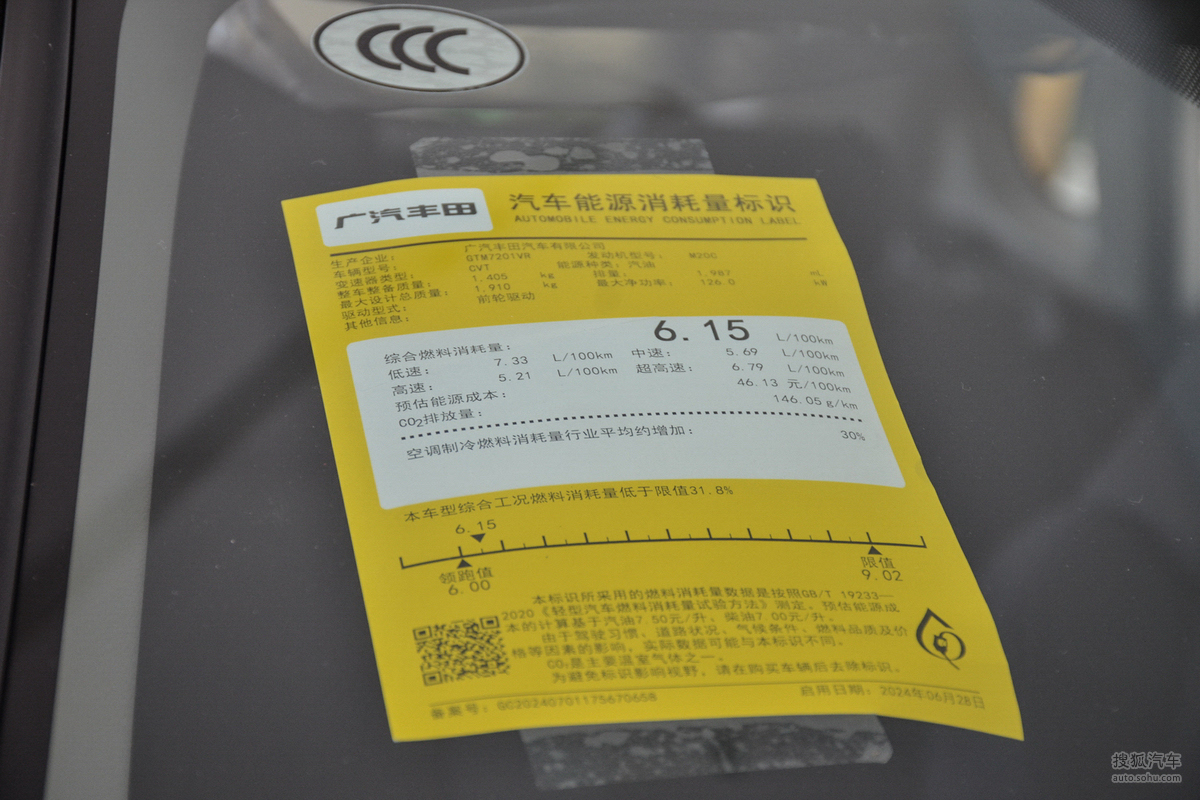 CCC
广汽丰田
汽车能源消耗量标识
AUTOMOBILE ENERGY CONSUMPTION LABEL
生产企业: 广汽丰田汽车有限公司
车辆型号: GTM7201VR 发动机型号: M20C
变速器类型: CVT 能源种类: 汽油
整车整备质量: 1,405 kg 排量: 1,987 mL
最大设计总质量: 1,910 kg 最大净功率: 126.0 kW
驱动型式: 前轮驱动
其他信息:
综合燃料消耗量: 6.15 L/100km
低速: 7.33 L/100km 中速: 5.69 L/100km
高速: 5.21 L/100km 超高速: 6.79 L/100km
预估能源成本: 46.13 元/100km
CO2排放量: 146.05 g/km
空调制冷燃料消耗量行业平均约增加: 30%
本车型综合工况燃料消耗量低于限值31.8%
6.15
领跑值 限值
6.00 9.02
本标识所采用的燃料消耗量数据是按照GB/T 19233—
2020《轻型汽车燃料消耗量试验方法》测定。预估能源成
本的计算基于汽油7.50元/升、柴油7.00元/升。
由于驾驶习惯、道路状况、气候条件、燃料品质及价
格等因素的影响,实际数据可能与本标识不同。
CO2是主要温室气体之一。
为避免标识影响视野,请在购买车辆后去除标识。
备案号: GC20240701175670658 启用日期: 2024年06月28日
搜狐汽车
auto.sohu.com